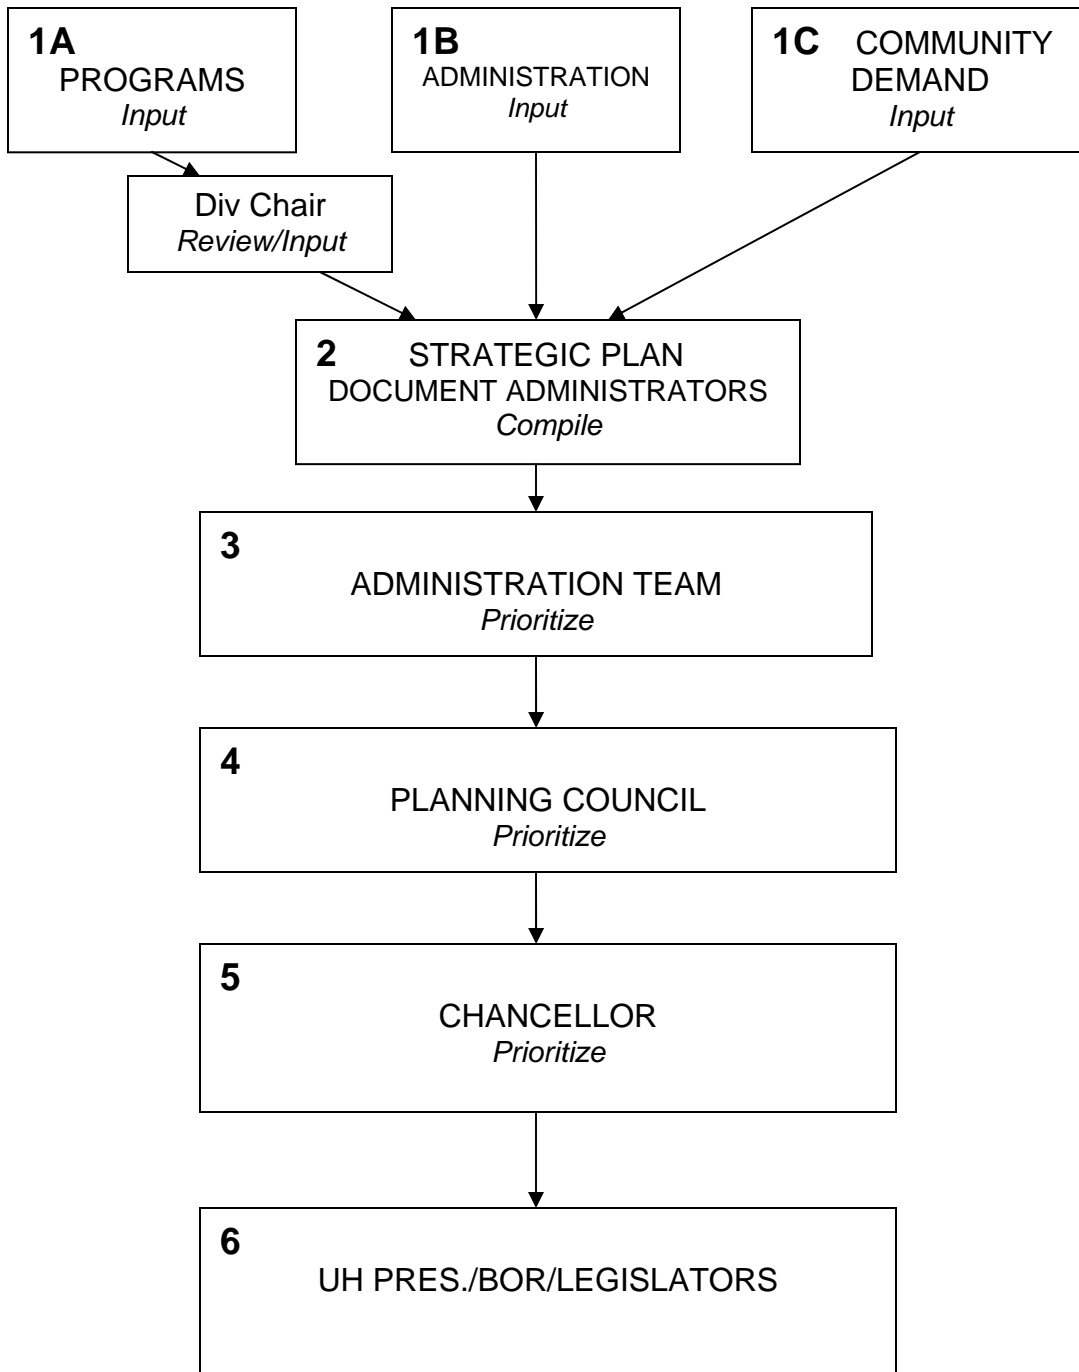 1A
PROGRAMS
Input
1B
ADMINISTRATION
Input
1C COMMUNITY
DEMAND
Input
Div Chair
Review/Input
2 STRATEGIC PLAN
DOCUMENT ADMINISTRATORS
Compile
3
ADMINISTRATION TEAM
Prioritize
4
PLANNING COUNCIL
Prioritize
5
CHANCELLOR
Prioritize
6
UH PRES./BOR/LEGISLATORS